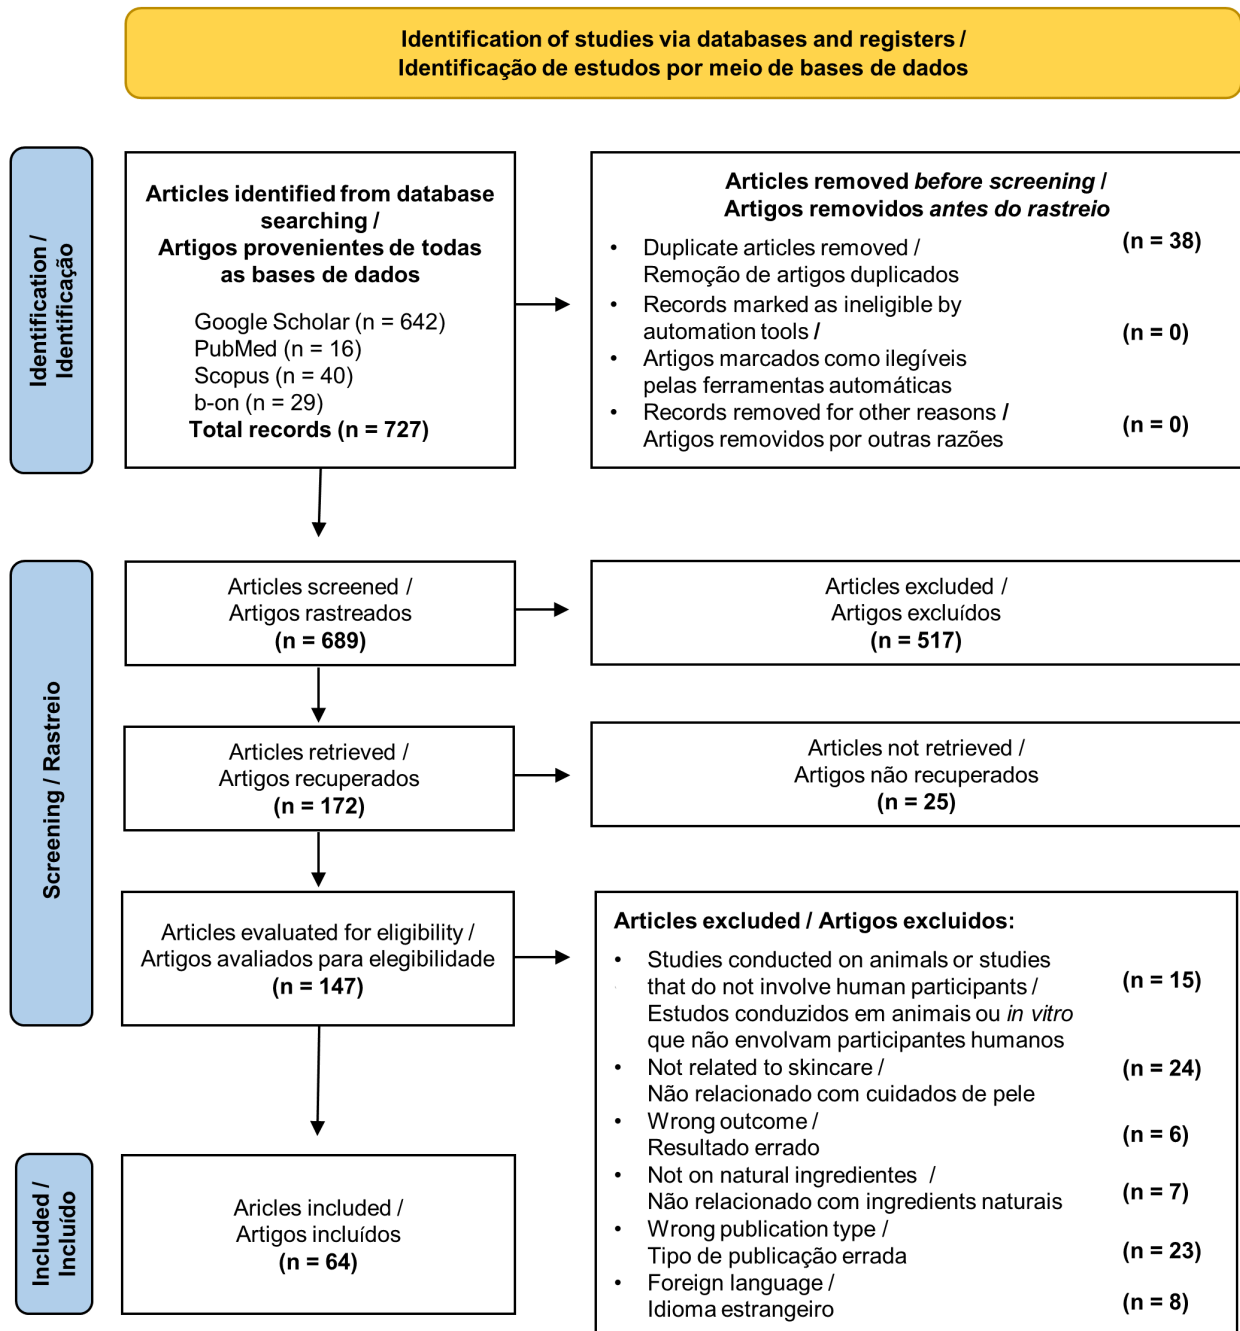 Identification of studies via databases and registers /
Identificação de estudos por meio de bases de dados
Identification /
Identificação
Articles identified from database
searching /
Artigos provenientes de todas
as bases de dados
Google Scholar (n = 642)
PubMed (n = 16)
Scopus (n = 40)
b-on (n = 29)
Total records (n = 727)
Articles removed before screening /
Artigos removidos antes do rastreio
• Duplicate articles removed / (n = 38)
Remoção de artigos duplicados
• Records marked as ineligible by
automation tools / (n = 0)
• Artigos marcados como ilegíveis
pelas ferramentas automáticas
• Records removed for other reasons / (n = 0)
Artigos removidos por outras razões
Screening / Rastreio
Articles screened /
Artigos rastreados
(n = 689)
Articles excluded /
Artigos excluídos
(n = 517)
Articles retrieved /
Artigos recuperados
(n = 172)
Articles not retrieved /
Artigos não recuperados
(n = 25)
Articles evaluated for eligibility /
Artigos avaliados para elegibilidade
(n = 147)
Articles excluded / Artigos excluidos:
• Studies conducted on animals or studies
that do not involve human participants / (n = 15)
Estudos conduzidos em animais ou in vitro
que não envolvam participantes humanos
• Not related to skincare / (n = 24)
Não relacionado com cuidados de pele
• Wrong outcome / (n = 6)
Resultado errado
• Not on natural ingredientes / (n = 7)
Não relacionado com ingredients naturais
• Wrong publication type / (n = 23)
Tipo de publicação errada
• Foreign language / (n = 8)
Idioma estrangeiro
Included /
Incluído
Aricles included /
Artigos incluídos
(n = 64)